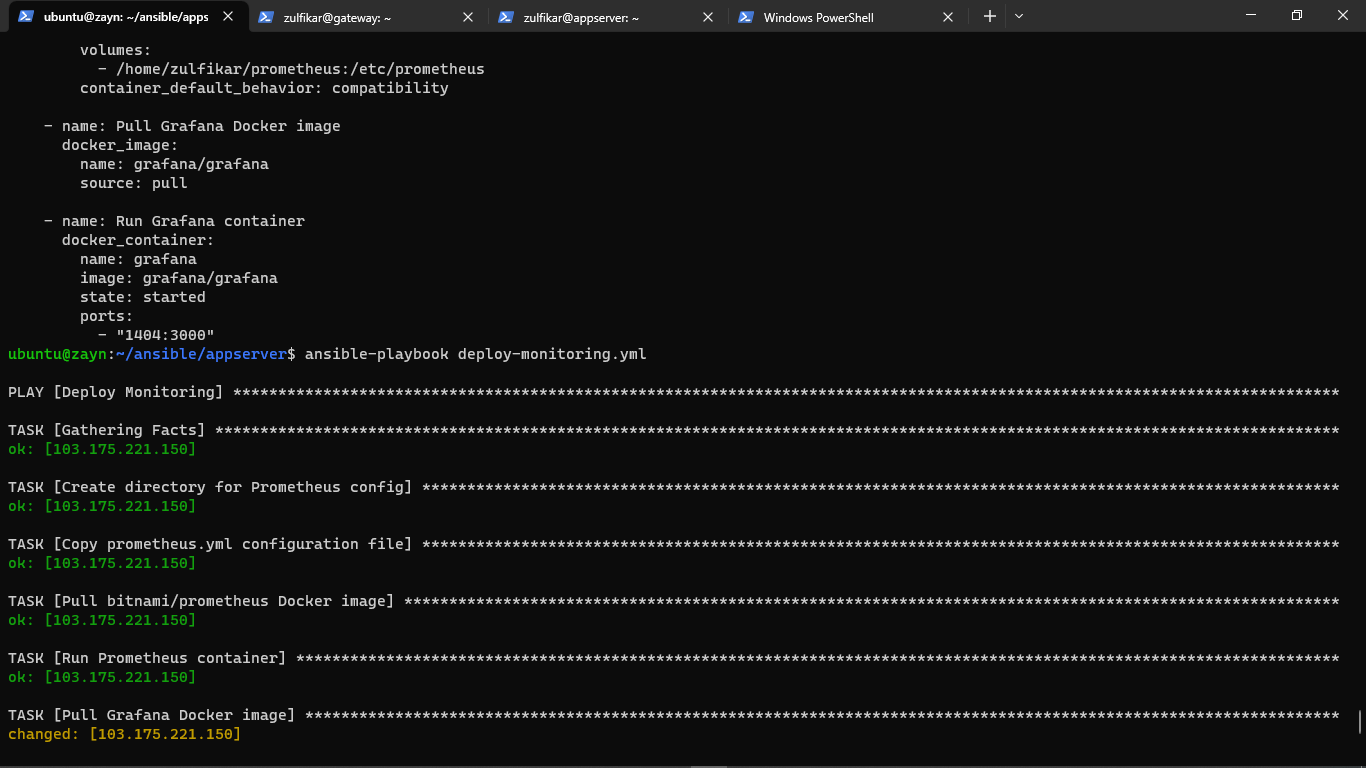 ubuntu@zayn: ~/ansible/apps
zulfikar@gateway: ~
zulfikar@appserver: ~
Windows PowerShell
        volumes:
          - /home/zulfikar/prometheus:/etc/prometheus
        container_default_behavior: compatibility
    - name: Pull Grafana Docker image
      docker_image:
        name: grafana/grafana
        source: pull
    - name: Run Grafana container
      docker_container:
        name: grafana
        image: grafana/grafana
        state: started
        ports:
          - "1404:3000"
ubuntu@zayn:~/ansible/appserver$ ansible-playbook deploy-monitoring.yml
PLAY [Deploy Monitoring] ***************************************************************************************************************************
TASK [Gathering Facts] *****************************************************************************************************************************
ok: [103.175.221.150]
TASK [Create directory for Prometheus config] ******************************************************************************************************
ok: [103.175.221.150]
TASK [Copy prometheus.yml configuration file] ******************************************************************************************************
ok: [103.175.221.150]
TASK [Pull bitnami/prometheus Docker image] ********************************************************************************************************
ok: [103.175.221.150]
TASK [Run Prometheus container] ********************************************************************************************************************
ok: [103.175.221.150]
TASK [Pull Grafana Docker image] *******************************************************************************************************************
changed: [103.175.221.150]